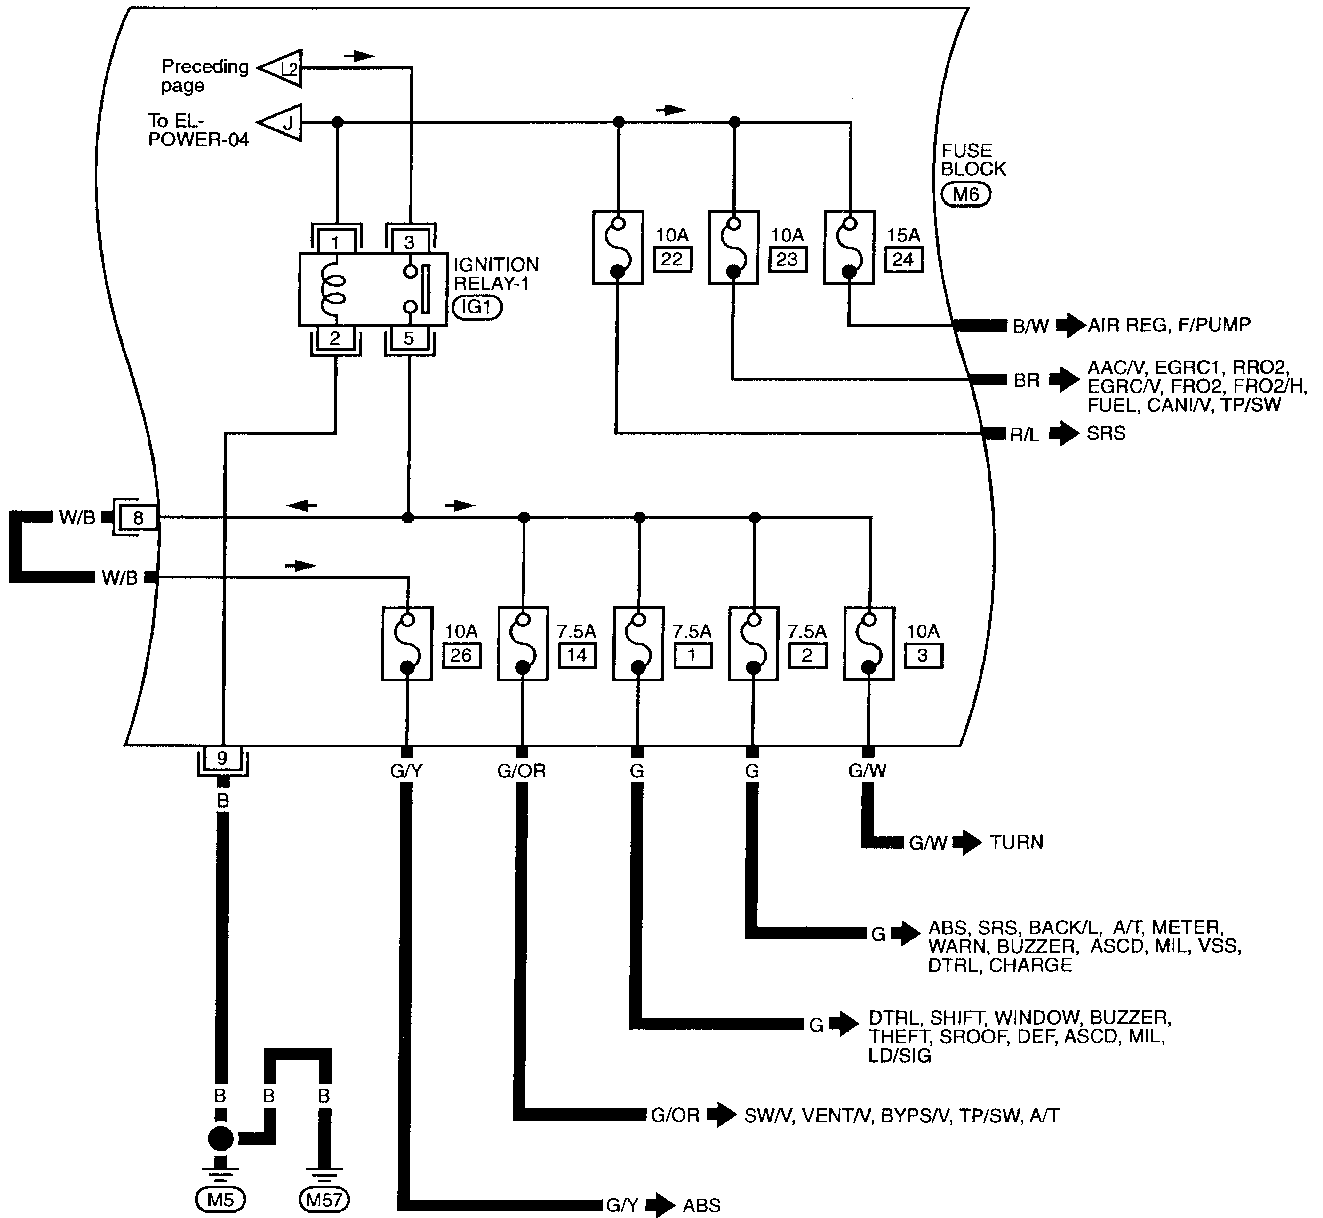 Preceding
page
L2
To EL-
POWER-04
J
FUSE
BLOCK
M6
1
3
10A
22
10A
23
15A
24
IGNITION
RELAY-1
IG1
2
5
B/W
AIR REG, F/PUMP
BR
AAC/V, EGRC1, RRO2,
EGRC/V, FRO2, FRO2/H,
FUEL, CANI/V, TP/SW
R/L
SRS
W/B
8
W/B
10A
26
7.5A
14
7.5A
1
7.5A
2
10A
3
9
B
G/Y
G/OR
G
G
G/W
G/W
TURN
G
ABS, SRS, BACK/L, A/T, METER,
WARN, BUZZER, ASCD, MIL, VSS,
DTRL, CHARGE
G
DTRL, SHIFT, WINDOW, BUZZER,
THEFT, SROOF, DEF, ASCD, MIL,
LD/SIG
B
B
B
G/OR
SW/V, VENT/V, BYPS/V, TP/SW, A/T
M5
M57
G/Y
ABS